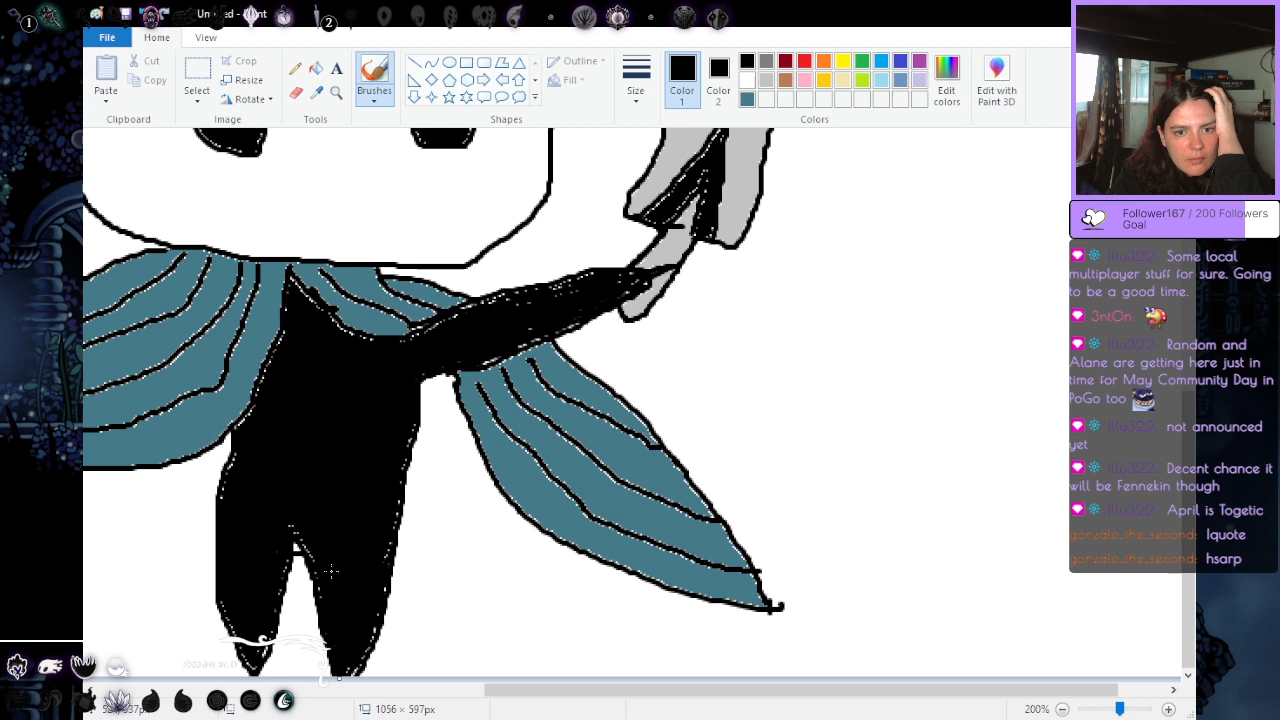 1
2
File
Home
View
Paste
Cut
Copy
Clipboard
Select
Crop
Resize
Rotate
Image
Tools
Brushes
Outline
Fill
Shapes
Size
Color 1
Color 2
Edit colors
Edit with Paint 3D
Colors
Follower167 / 200 Followers
Goal
Some local
multiplayer stuff for sure. Going
to be a good time.
3ntOn:
Random and
Alane are getting here just in
time for May Community Day in
PoGo too
not announced
yet
Decent chance it
will be Fennekin though
April is Togetic
gonzalo_the_second: !quote
gonzalo_the_second: hsarp
1056 × 597px
200%